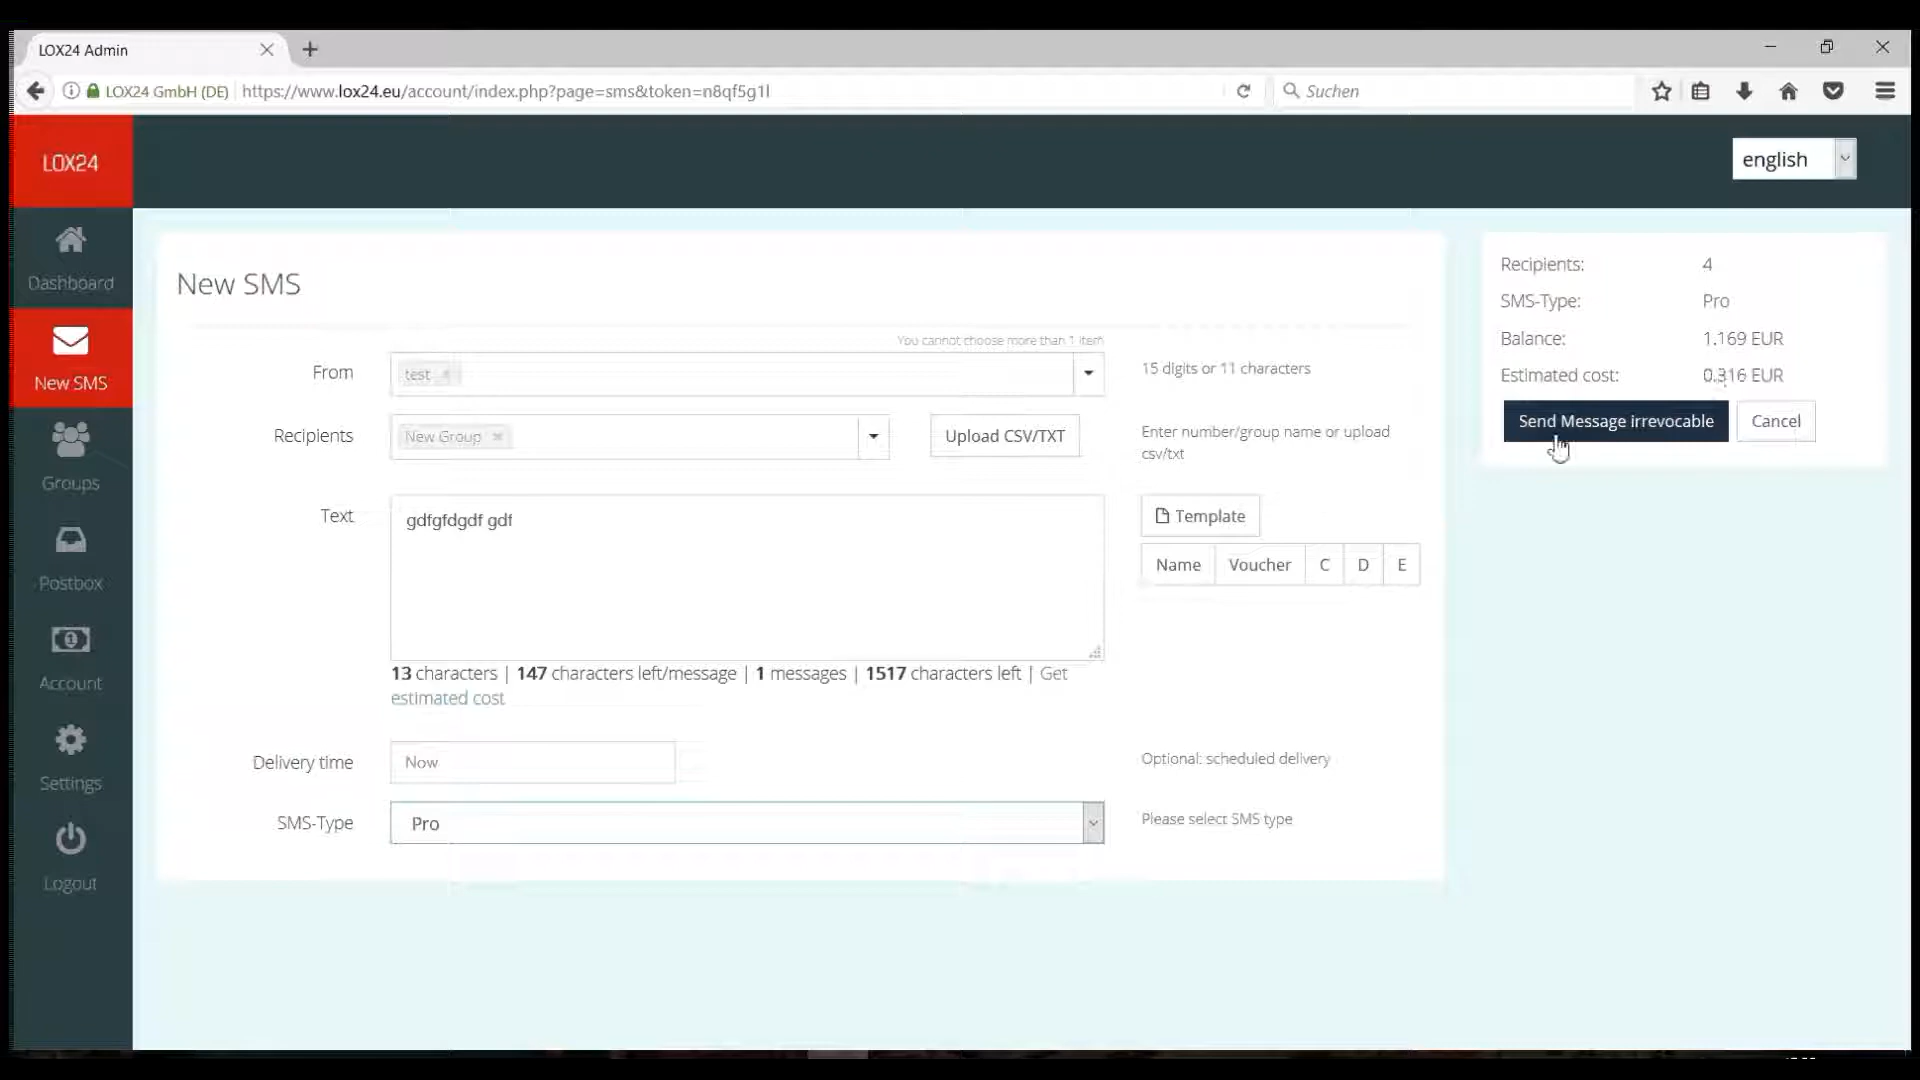 LOX24 Admin
LOX24 GmbH (DE)
https://www.lox24.eu/account/index.php?page=sms&token=n8qf5g1l
Suchen
LOX24
english
Dashboard
New SMS
Groups
Postbox
Account
Settings
Logout
New SMS
You cannot choose more than 1 item
From
test
15 digits or 11 characters
Recipients
New Group
Upload CSV/TXT
Enter number/group name or upload
csv/txt
Text
gdfgfdgdf gdf
Template
Name Voucher C D E
13 characters | 147 characters left/message | 1 messages | 1517 characters left | Get
estimated cost
Delivery time
Now
Optional: scheduled delivery
SMS-Type
Pro
Please select SMS type
Recipients: 4
SMS-Type: Pro
Balance: 1.169 EUR
Estimated cost: 0.316 EUR
Send Message irrevocable
Cancel